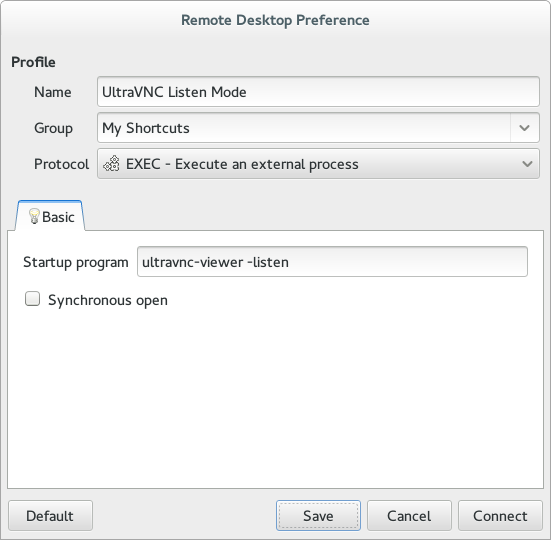 Remote Desktop Preference
Profile
Name UltraVNC Listen Mode
Group My Shortcuts
Protocol EXEC - Execute an external process
Basic
Startup program ultravnc-viewer -listen
Synchronous open
Default Save Cancel Connect